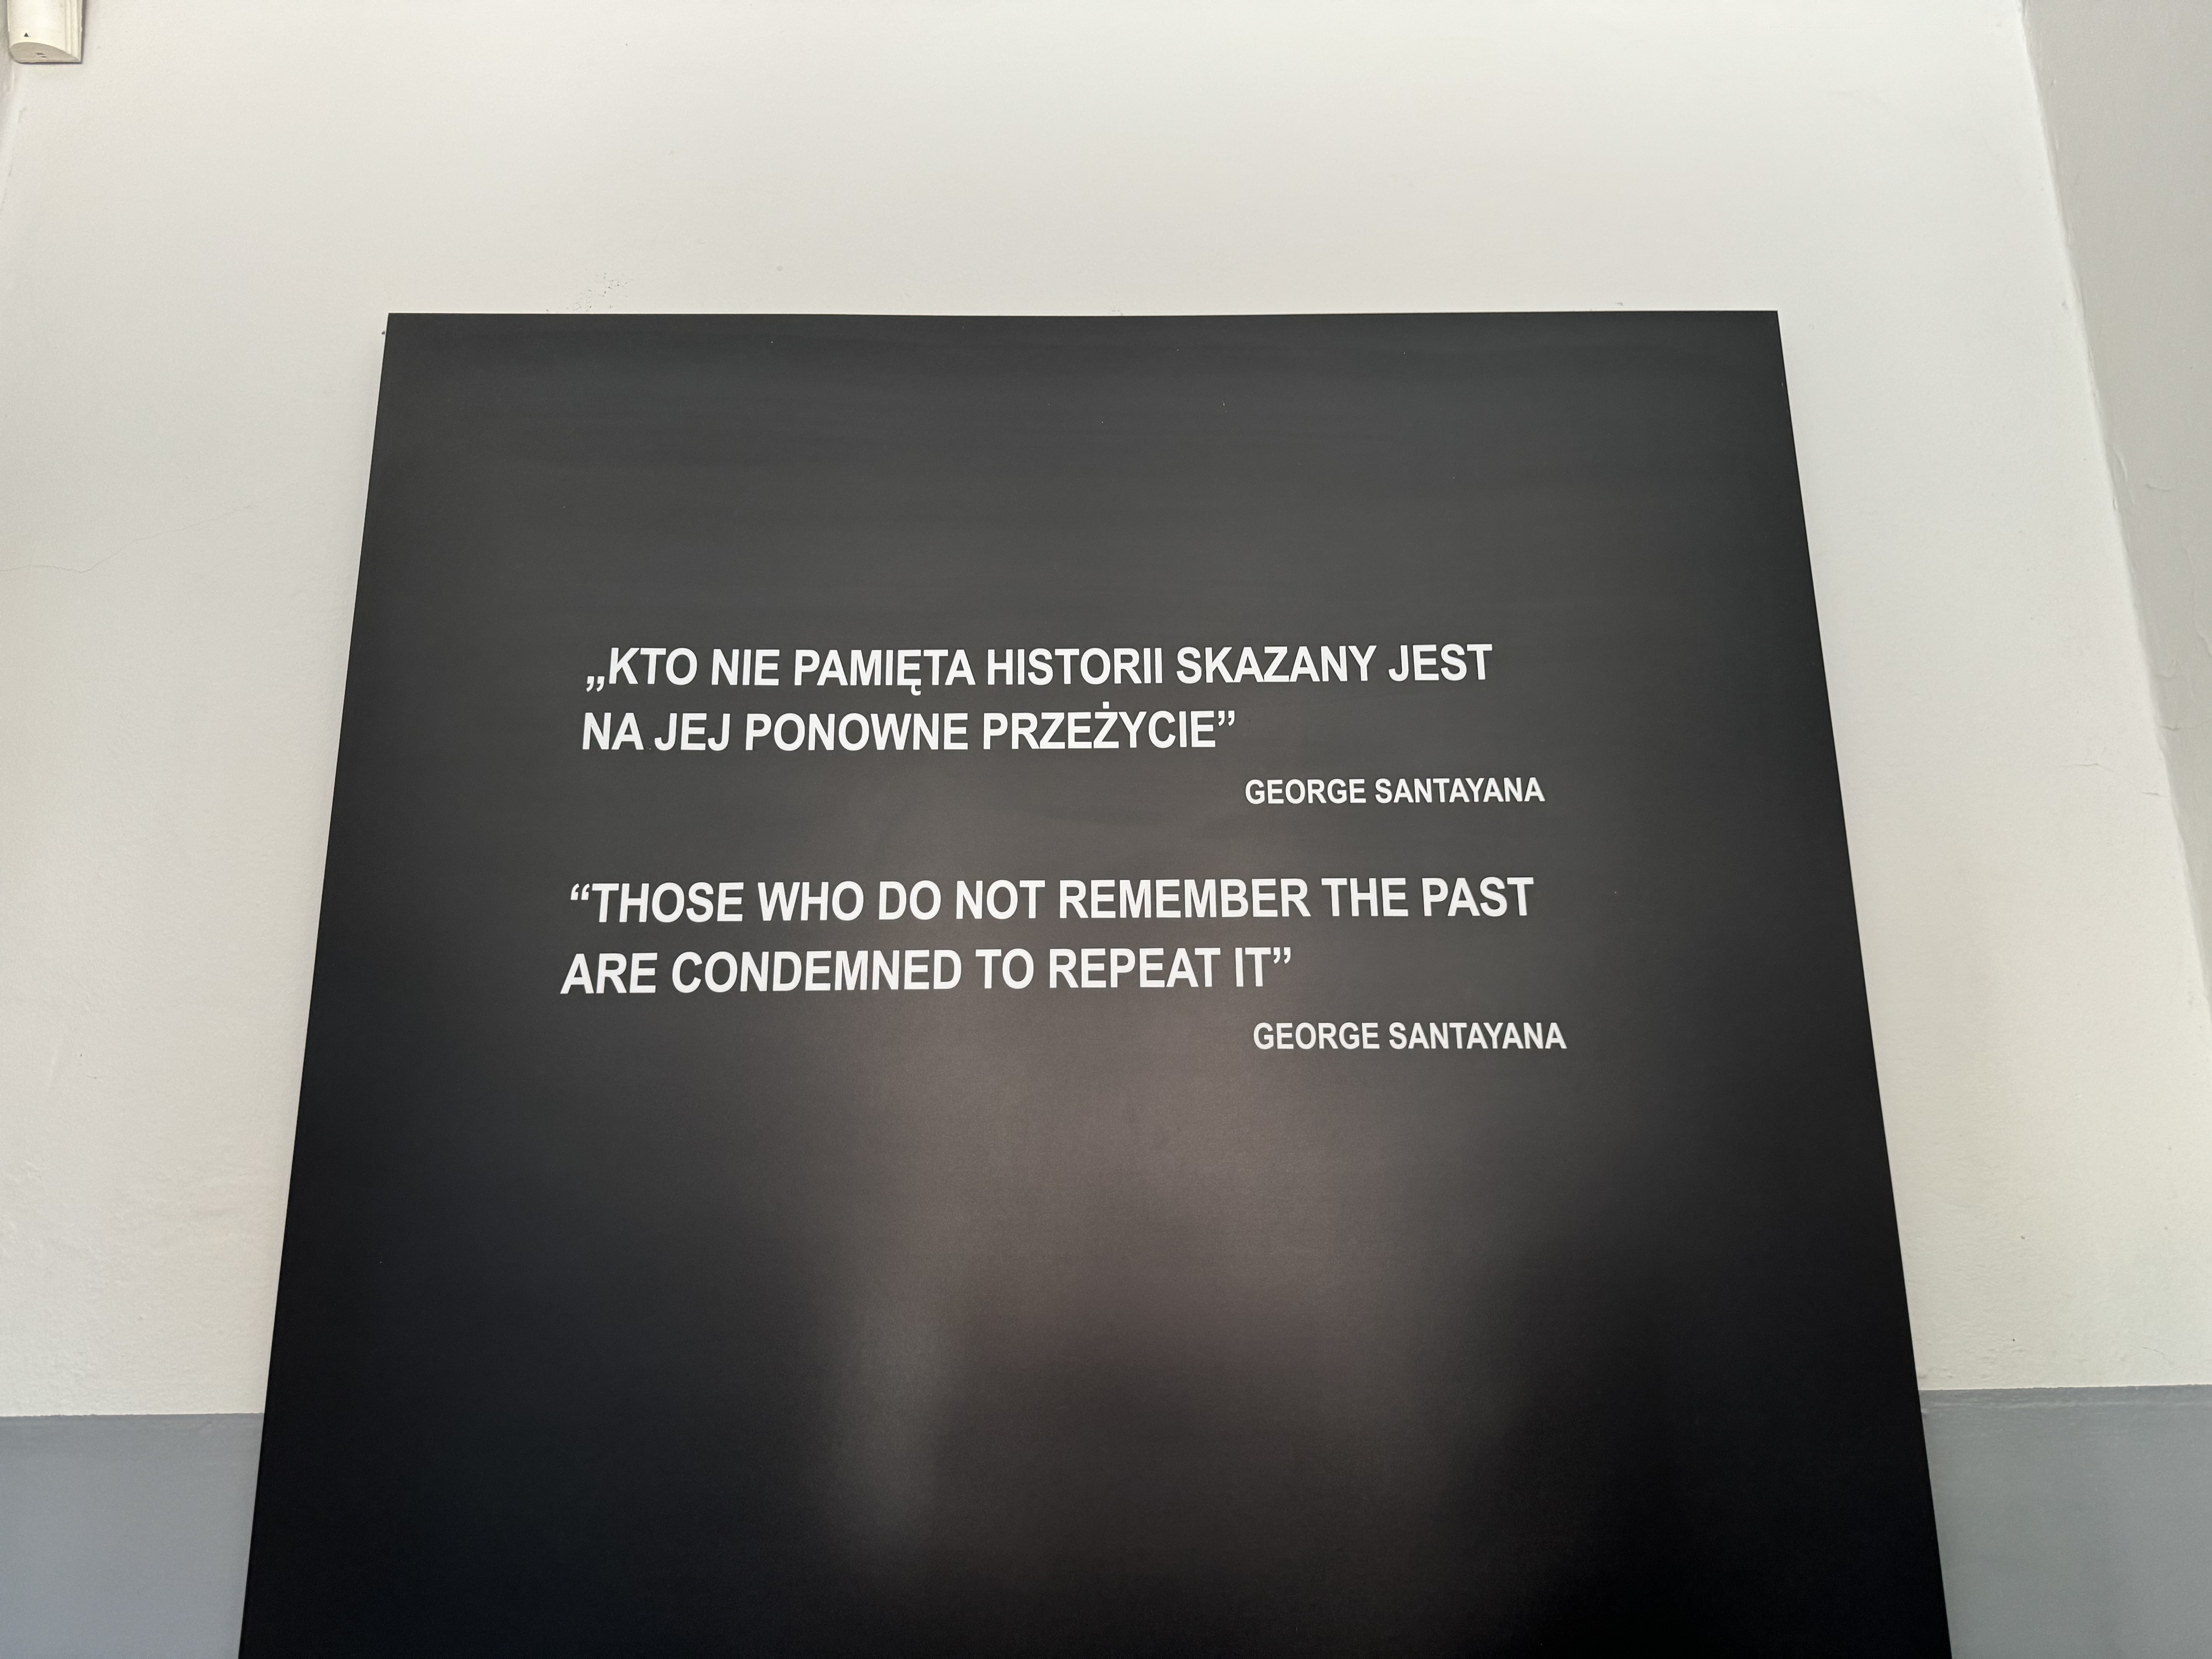 „KTO NIE PAMIĘTA HISTORII SKAZANY JEST
NA JEJ PONOWNE PRZEŻYCIE”
GEORGE SANTAYANA
“THOSE WHO DO NOT REMEMBER THE PAST
ARE CONDEMNED TO REPEAT IT”
GEORGE SANTAYANA